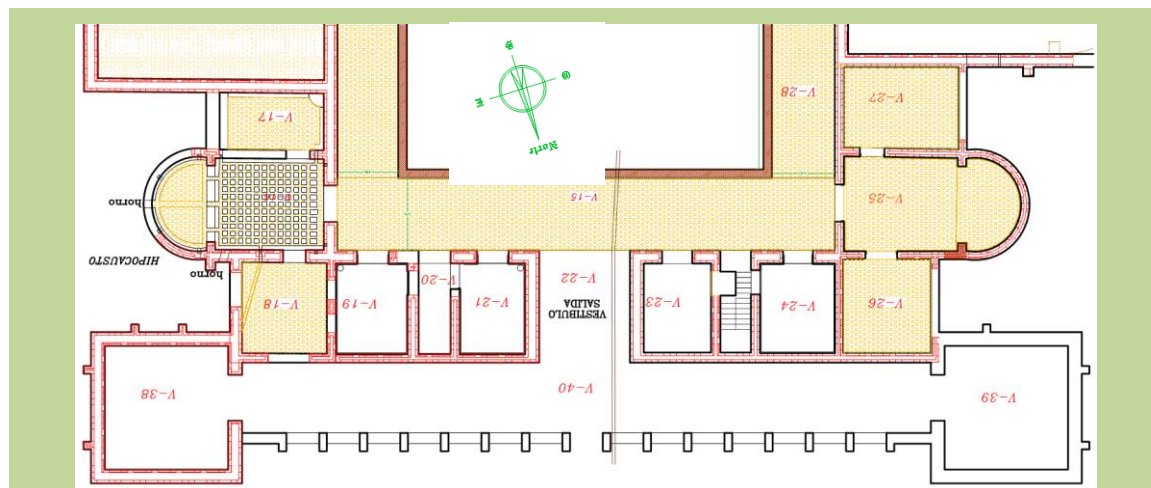 V-28
V-27
V-17
Norte
V-15
V-25
horno
HIPOCAUSTO
horno
V-18
V-19
V-20
V-21
V-22
VESTIBULO
SALIDA
V-23
V-24
V-26
V-38
V-40
V-39